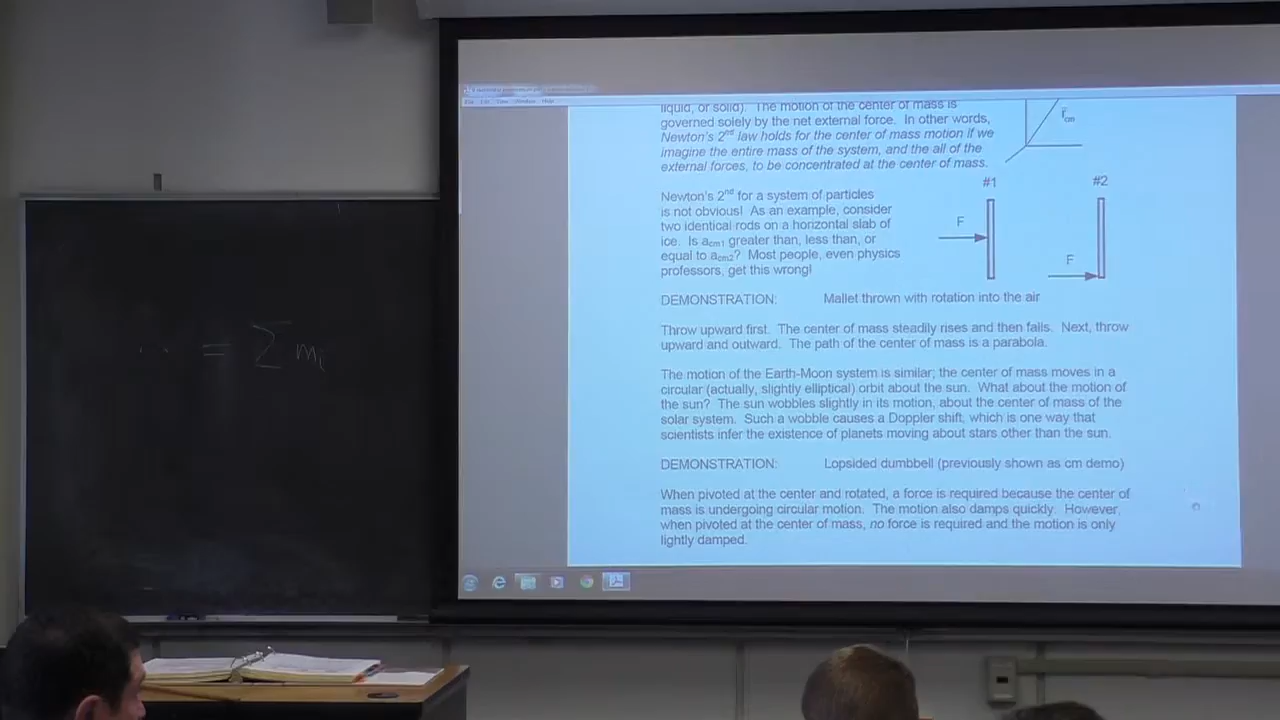 = Σ mᵢ
liquid, or solid). The motion of the center of mass is
governed solely by the net external force. In other words,
Newton's 2nd law holds for the center of mass motion if we
imagine the entire mass of the system, and the all of the
external forces, to be concentrated at the center of mass.
r̄cm
Newton's 2nd for a system of particles
is not obvious! As an example, consider
two identical rods on a horizontal slab of
ice. Is acm1 greater than, less than, or
equal to acm2? Most people, even physics
professors, get this wrong!
#1
#2
F
F
DEMONSTRATION: Mallet thrown with rotation into the air
Throw upward first. The center of mass steadily rises and then falls. Next, throw
upward and outward. The path of the center of mass is a parabola.
The motion of the Earth-Moon system is similar; the center of mass moves in a
circular (actually, slightly elliptical) orbit about the sun. What about the motion of
the sun? The sun wobbles slightly in its motion, about the center of mass of the
solar system. Such a wobble causes a Doppler shift, which is one way that
scientists infer the existence of planets moving about stars other than the sun.
DEMONSTRATION: Lopsided dumbbell (previously shown as cm demo)
When pivoted at the center and rotated, a force is required because the center of
mass is undergoing circular motion. The motion also damps quickly. However,
when pivoted at the center of mass, no force is required and the motion is only
lightly damped.